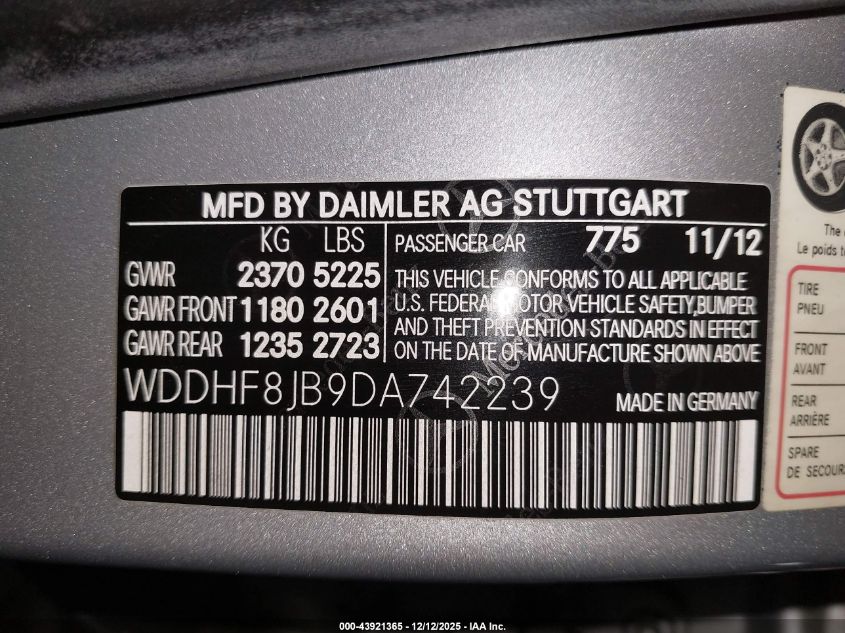 MFD BY DAIMLER AG STUTTGART
KG LBS
GVWR 2370 5225
GAWR FRONT 1180 2601
GAWR REAR 1235 2723
PASSENGER CAR 775 11/12
THIS VEHICLE CONFORMS TO ALL APPLICABLE
U.S. FEDERAL MOTOR VEHICLE SAFETY,BUMPER
AND THEFT PREVENTION STANDARDS IN EFFECT
ON THE DATE OF MANUFACTURE SHOWN ABOVE
WDDHF8JB9DA742239 MADE IN GERMANY
The
Le poids
TIRE
PNEU
FRONT
AVANT
REAR
ARRIÈRE
SPARE
DE SECOURS
000-43921365 - 12/12/2025 - IAA Inc.